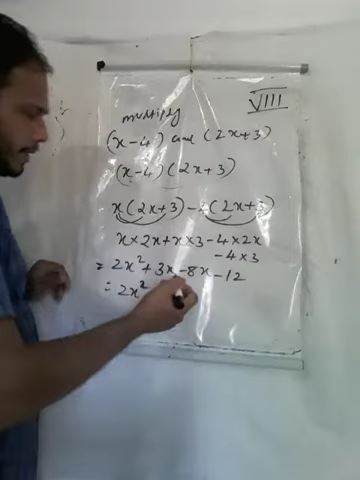 VIII
multiply
(x-4) and (2x+3)
(x-4) (2x+3)
x(2x+3)-4(2x+3)
x×2x+x×3-4×2x
-4×3
= 2x²+3x-8x-12
= 2x²